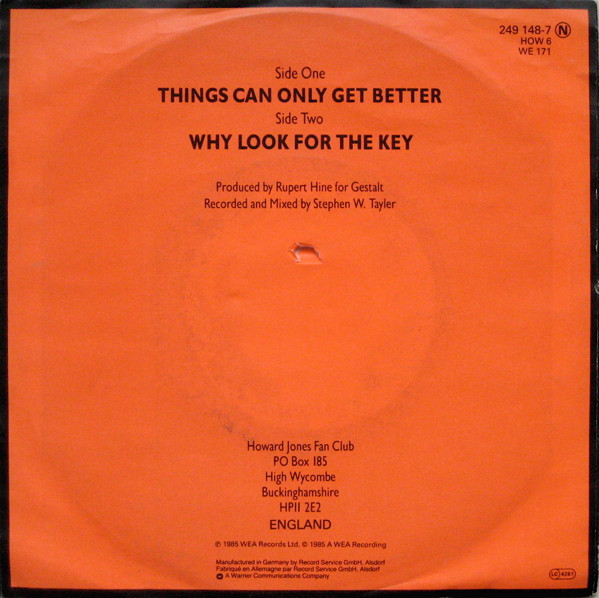 249 148-7 N
HOW 6
WE 171
Side One
THINGS CAN ONLY GET BETTER
Side Two
WHY LOOK FOR THE KEY
Produced by Rupert Hine for Gestalt
Recorded and Mixed by Stephen W. Tayler
Howard Jones Fan Club
PO Box 185
High Wycombe
Buckinghamshire
HP11 2E2
ENGLAND
℗ 1985 WEA Records Ltd. © 1985 A WEA Recording
Manufactured in Germany by Record Service GmbH, Alsdorf
Fabriqué en Allemagne par Record Service GmbH, Alsdorf
A Warner Communications Company
LC 4281